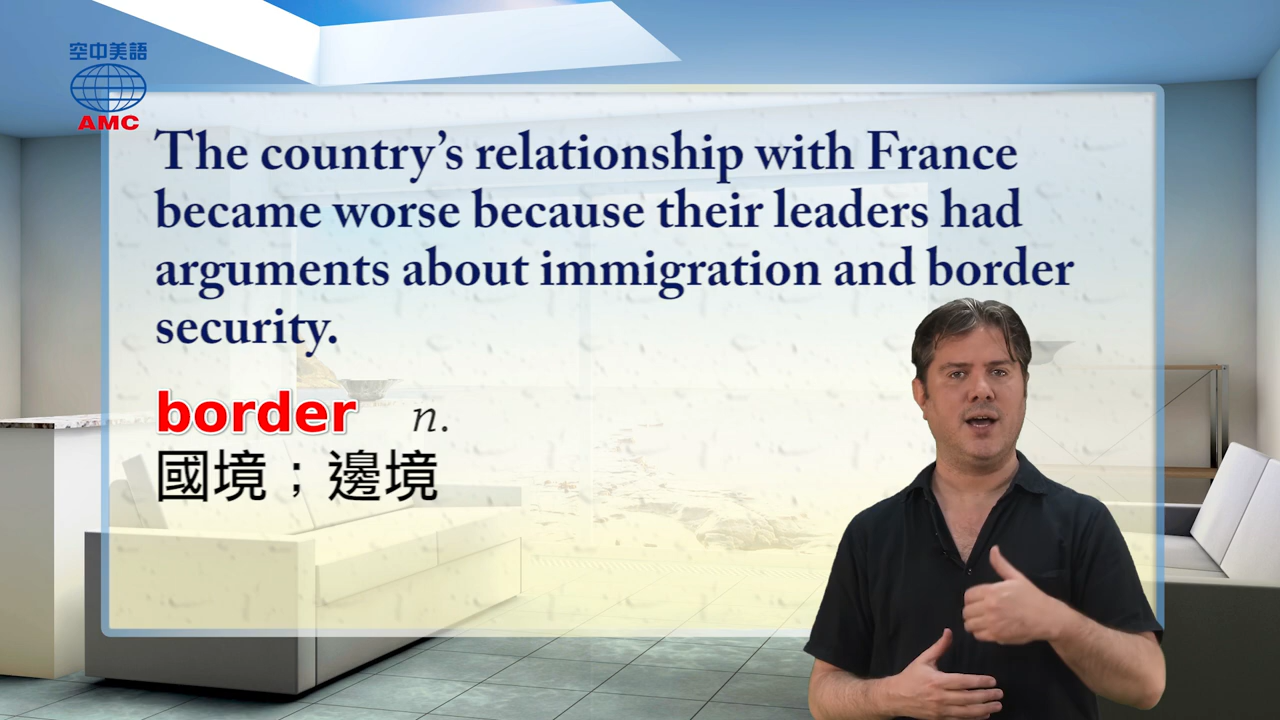 空中美語
AMC
The country’s relationship with France
became worse because their leaders had
arguments about immigration and border
security.
border n.
國境；邊境